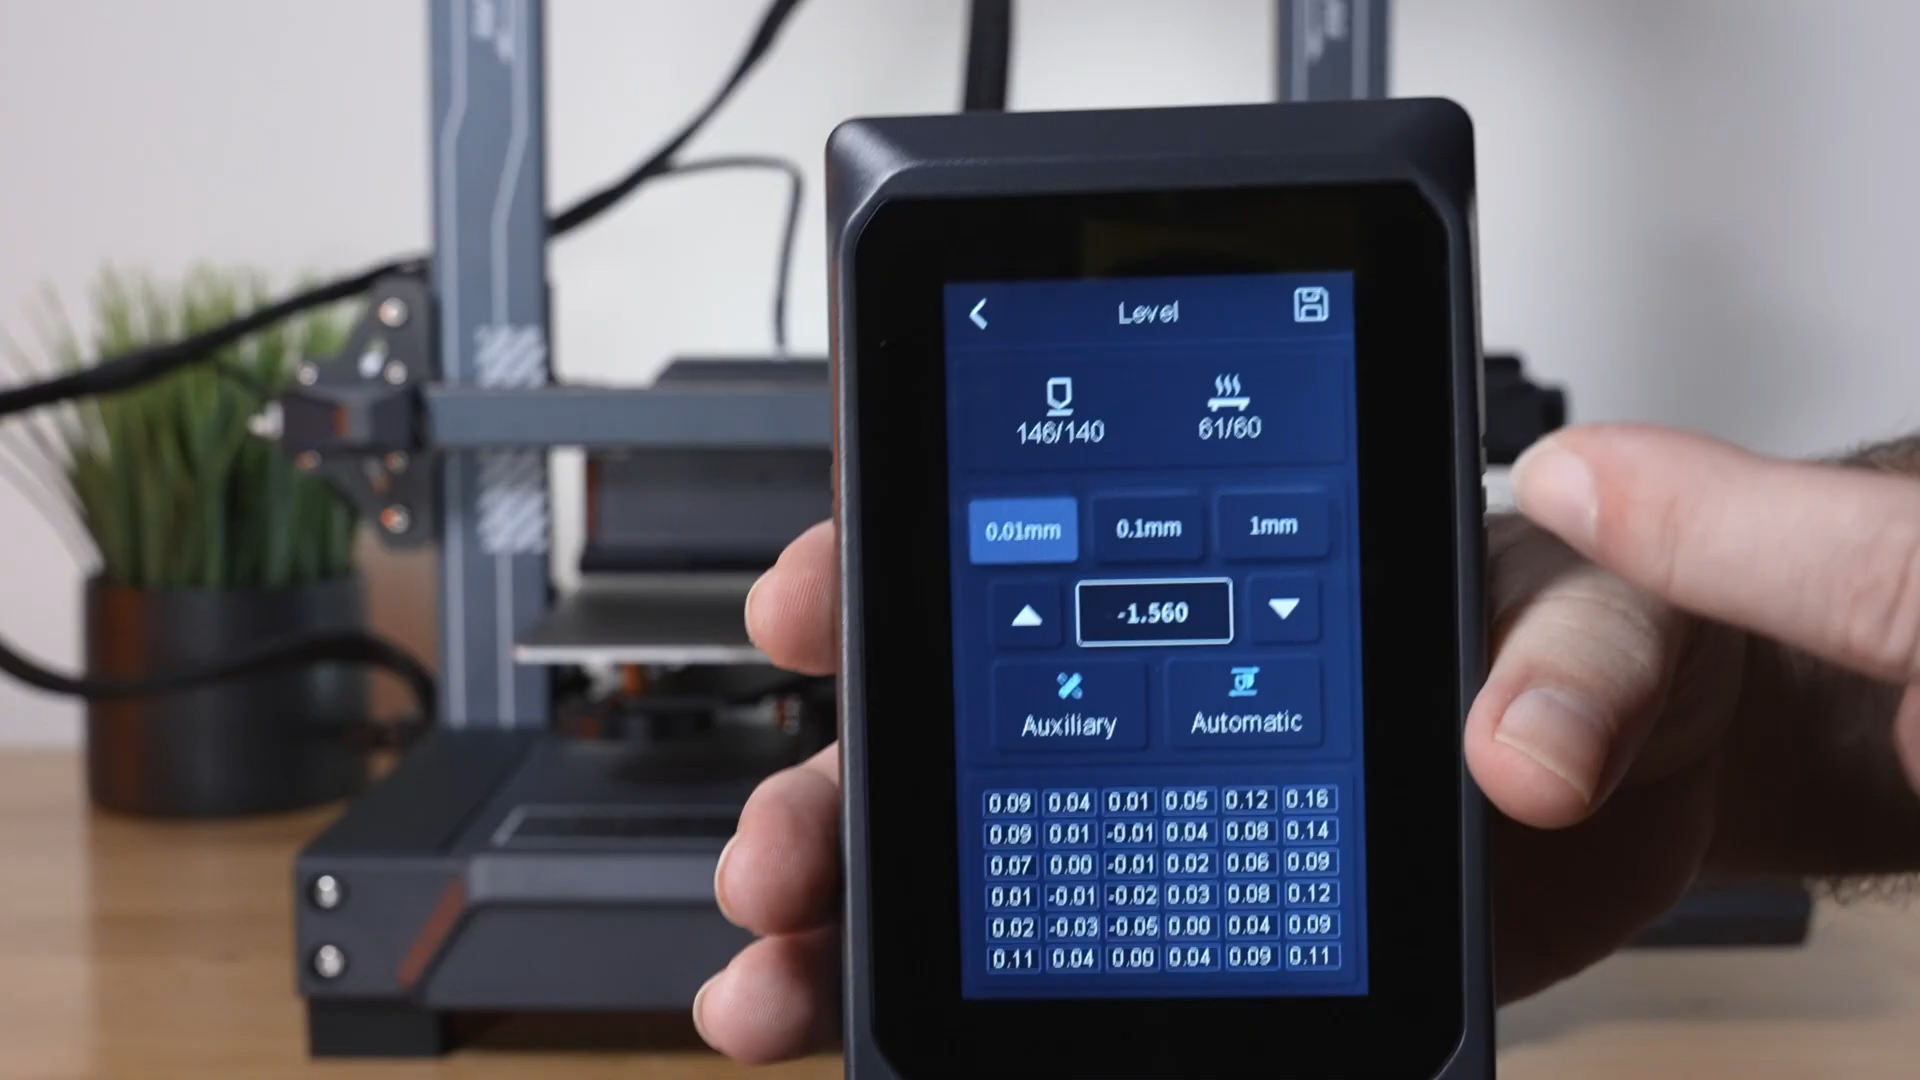 Level
146/140 61/60
0.01mm 0.1mm 1mm
-1.560
Auxiliary Automatic
0.09 0.04 0.01 0.05 0.12 0.16
0.09 0.01 -0.01 0.04 0.08 0.14
0.07 0.00 -0.01 0.02 0.06 0.09
0.01 -0.01 -0.02 0.03 0.08 0.12
0.02 -0.03 -0.05 0.00 0.04 0.09
0.11 0.04 0.00 0.04 0.09 0.11